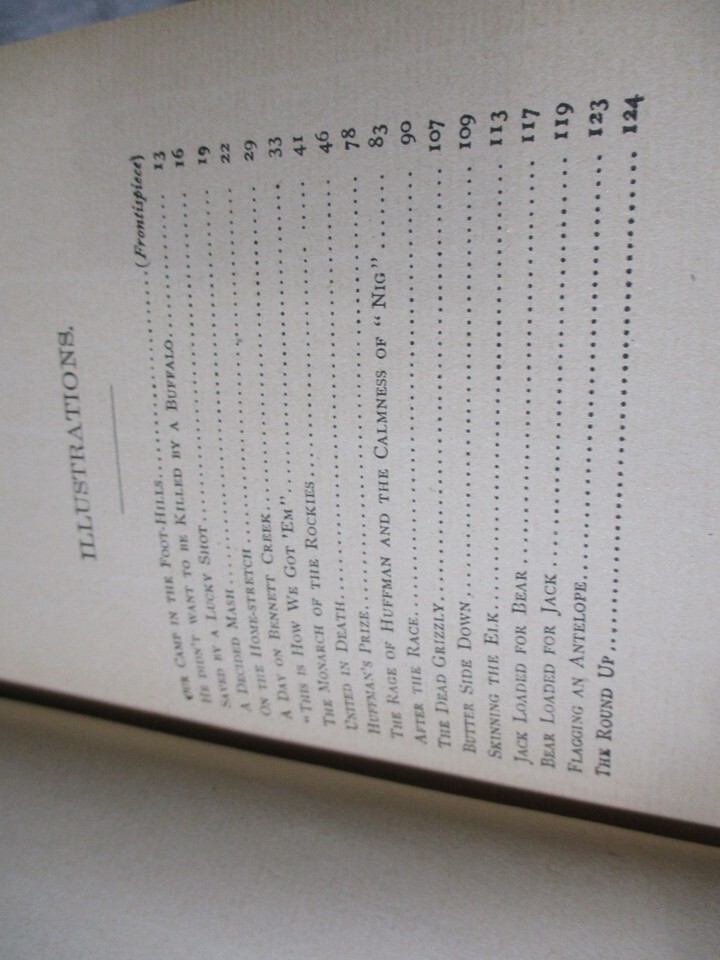 ILLUSTRATIONS.
OUR CAMP IN THE FOOT-HILLS (Frontispiece)
HE DIDN'T WANT TO BE KILLED BY A BUFFALO 13
SAVED BY A LUCKY SHOT 16
A DECIDED MASH 19
ON THE HOME-STRETCH 22
A DAY ON BENNETT CREEK 29
"THIS IS HOW WE GOT 'EM" 33
THE MONARCH OF THE ROCKIES 41
UNITED IN DEATH 46
HUFFMAN'S PRIZE 78
THE RAGE OF HUFFMAN AND THE CALMNESS OF "NIG" 83
AFTER THE RACE 90
THE DEAD GRIZZLY 107
BUTTER SIDE DOWN 109
SKINNING THE ELK 113
JACK LOADED FOR BEAR 117
BEAR LOADED FOR JACK 119
FLAGGING AN ANTELOPE 123
THE ROUND UP 124